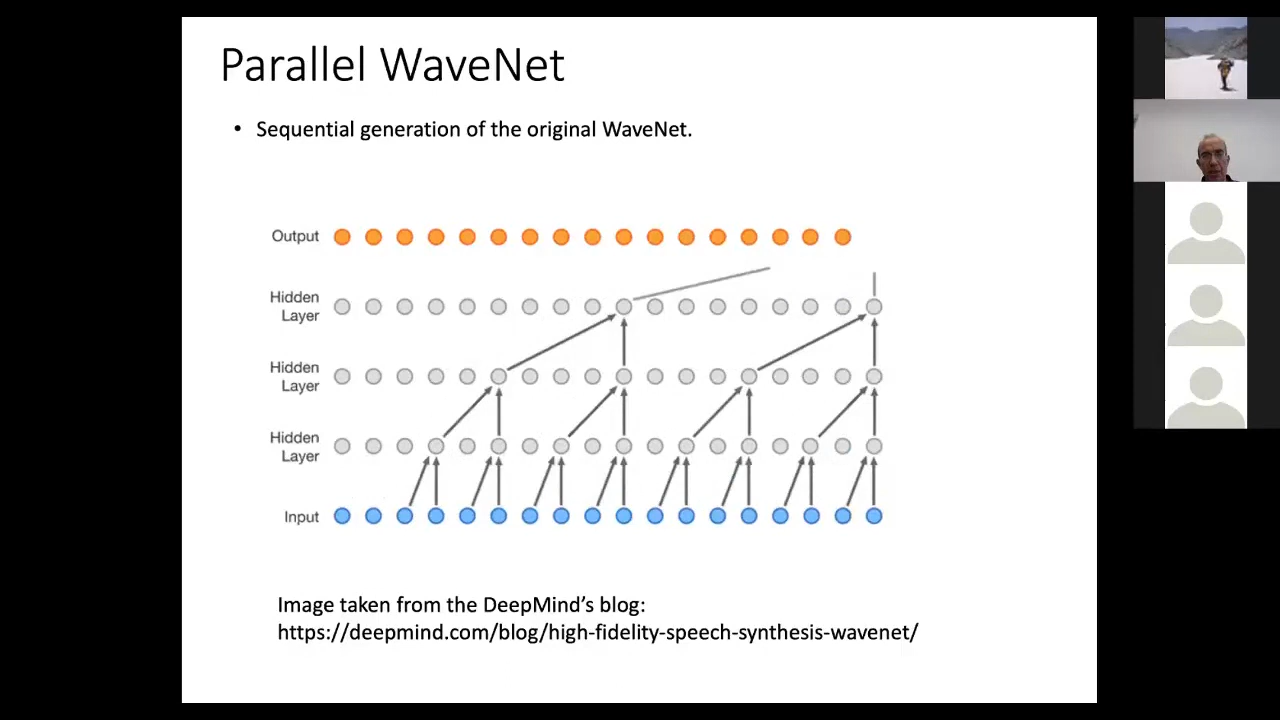 Parallel WaveNet
• Sequential generation of the original WaveNet.
Output
Hidden
Layer
Hidden
Layer
Hidden
Layer
Input
Image taken from the DeepMind’s blog:
https://deepmind.com/blog/high-fidelity-speech-synthesis-wavenet/